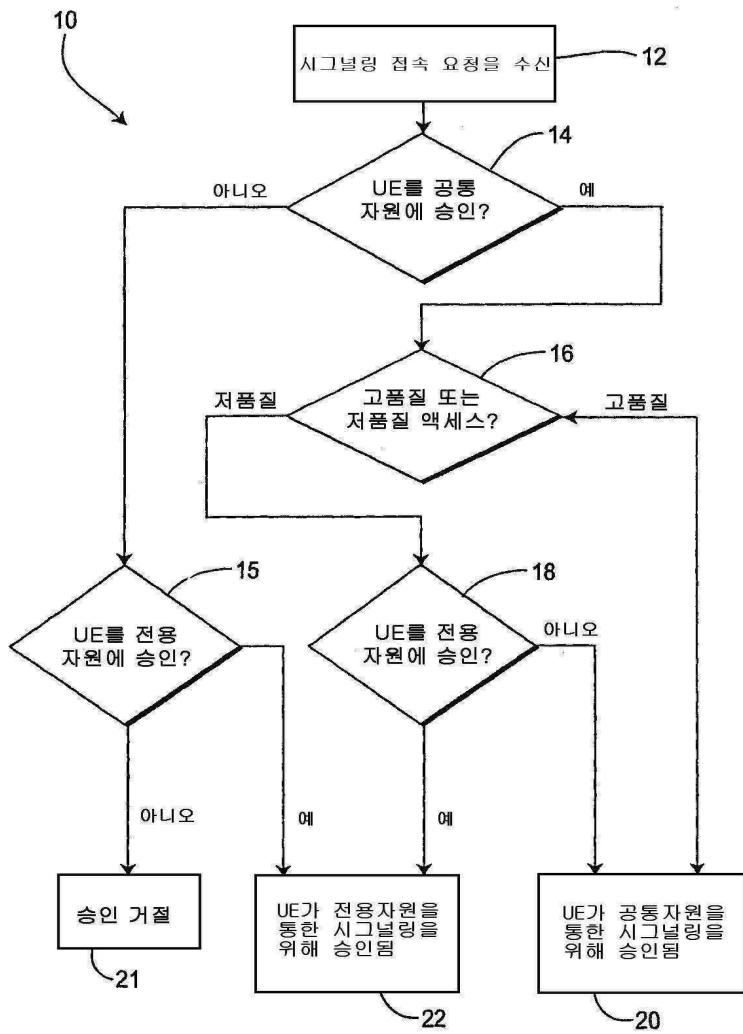 10
시그널링 접속 요청을 수신
12
14
UE를 공통
자원에 승인?
아니오
예
16
고품질 또는
저품질 액세스?
저품질
고품질
15
UE를 전용
자원에 승인?
18
UE를 전용
자원에 승인?
아니오
아니오
예
예
승인 거절
21
UE가 전용자원을
통한 시그널링을
위해 승인됨
22
UE가 공통자원을
통한 시그널링을
위해 승인됨
20